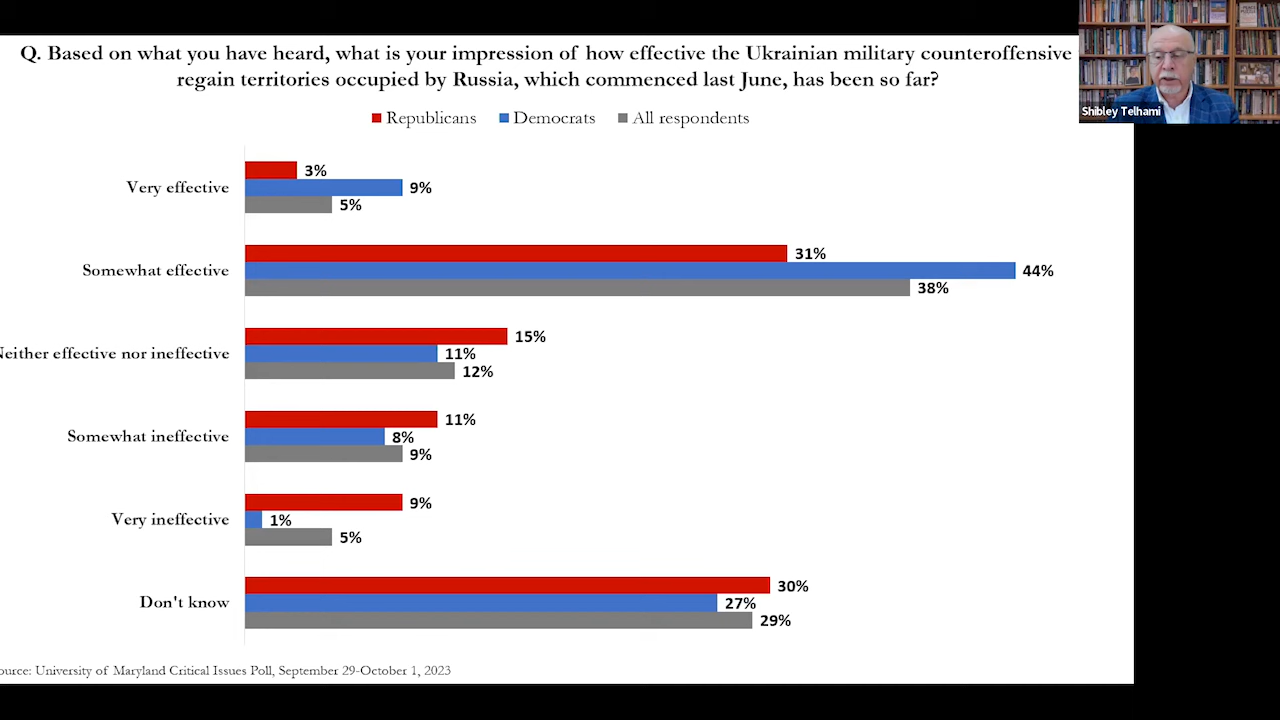 Q. Based on what you have heard, what is your impression of how effective the Ukrainian military counteroffensive
regain territories occupied by Russia, which commenced last June, has been so far?
Shibley Telhami
Republicans Democrats All respondents
Very effective
3%
9%
5%
Somewhat effective
31%
44%
38%
Neither effective nor ineffective
15%
11%
12%
Somewhat ineffective
11%
8%
9%
Very ineffective
9%
1%
5%
Don't know
30%
27%
29%
ource: University of Maryland Critical Issues Poll, September 29-October 1, 2023